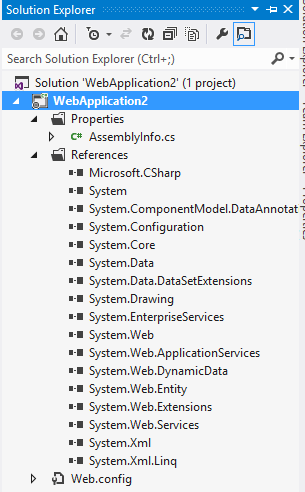 Solution Explorer
Search Solution Explorer (Ctrl+;)
Solution 'WebApplication2' (1 project)
WebApplication2
Properties
C# AssemblyInfo.cs
References
Microsoft.CSharp
System
System.ComponentModel.DataAnnotat
System.Configuration
System.Core
System.Data
System.Data.DataSetExtensions
System.Drawing
System.EnterpriseServices
System.Web
System.Web.ApplicationServices
System.Web.DynamicData
System.Web.Entity
System.Web.Extensions
System.Web.Services
System.Xml
System.Xml.Linq
Web.config